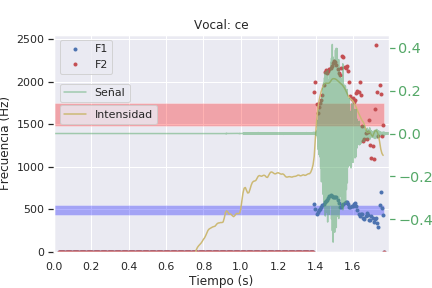 Vocal: ce
Frecuencia (Hz)
2500
2000
1500
1000
500
0
F1
F2
Señal
Intensidad
0.4
0.2
0.0
−0.2
−0.4
0.0 0.2 0.4 0.6 0.8 1.0 1.2 1.4 1.6
Tiempo (s)